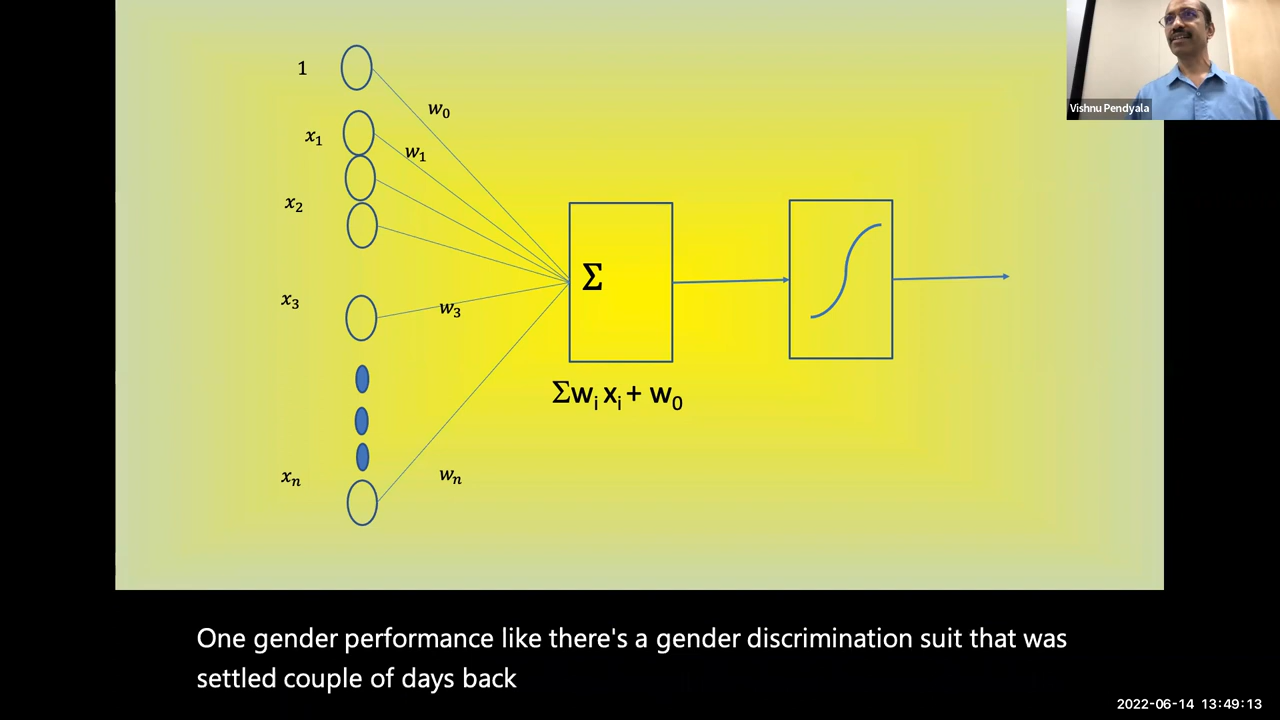 1
w₀
x₁
w₁
x₂
Σ
x₃
w₃
Σwᵢ xᵢ + w₀
xₙ
wₙ
Vishnu Pendyala
One gender performance like there's a gender discrimination suit that was
settled couple of days back
2022-06-14 13:49:13